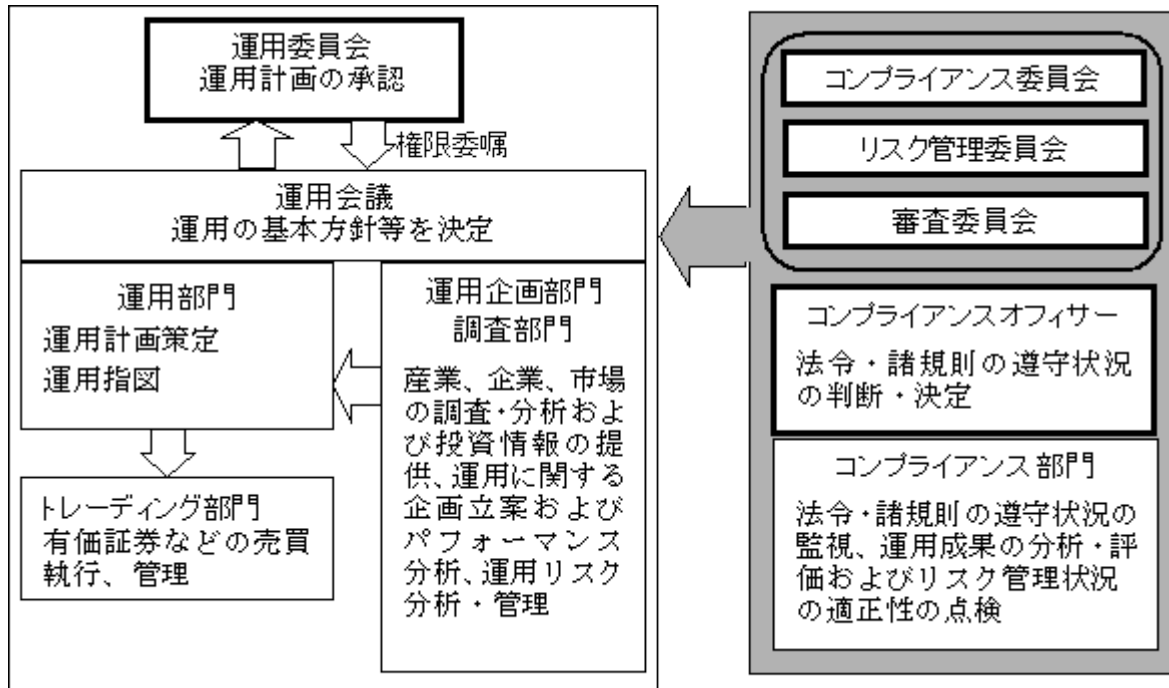 運用委員会
運用計画の承認
権限委嘱
運用会議
運用の基本方針等を決定
運用部門
運用計画策定
運用指図
運用企画部門
調査部門
産業、企業、市場
の調査・分析およ
び投資情報の提
供、運用に関する
企画立案および
パフォーマンス
分析、運用リスク
分析・管理
トレーディング部門
有価証券などの売買
執行、管理
コンプライアンス委員会
リスク管理委員会
審査委員会
コンプライアンスオフィサー
法令・諸規則の遵守状況
の判断・決定
コンプライアンス部門
法令・諸規則の遵守状況の
監視、運用成果の分析・評
価およびリスク管理状況
の適正性の点検